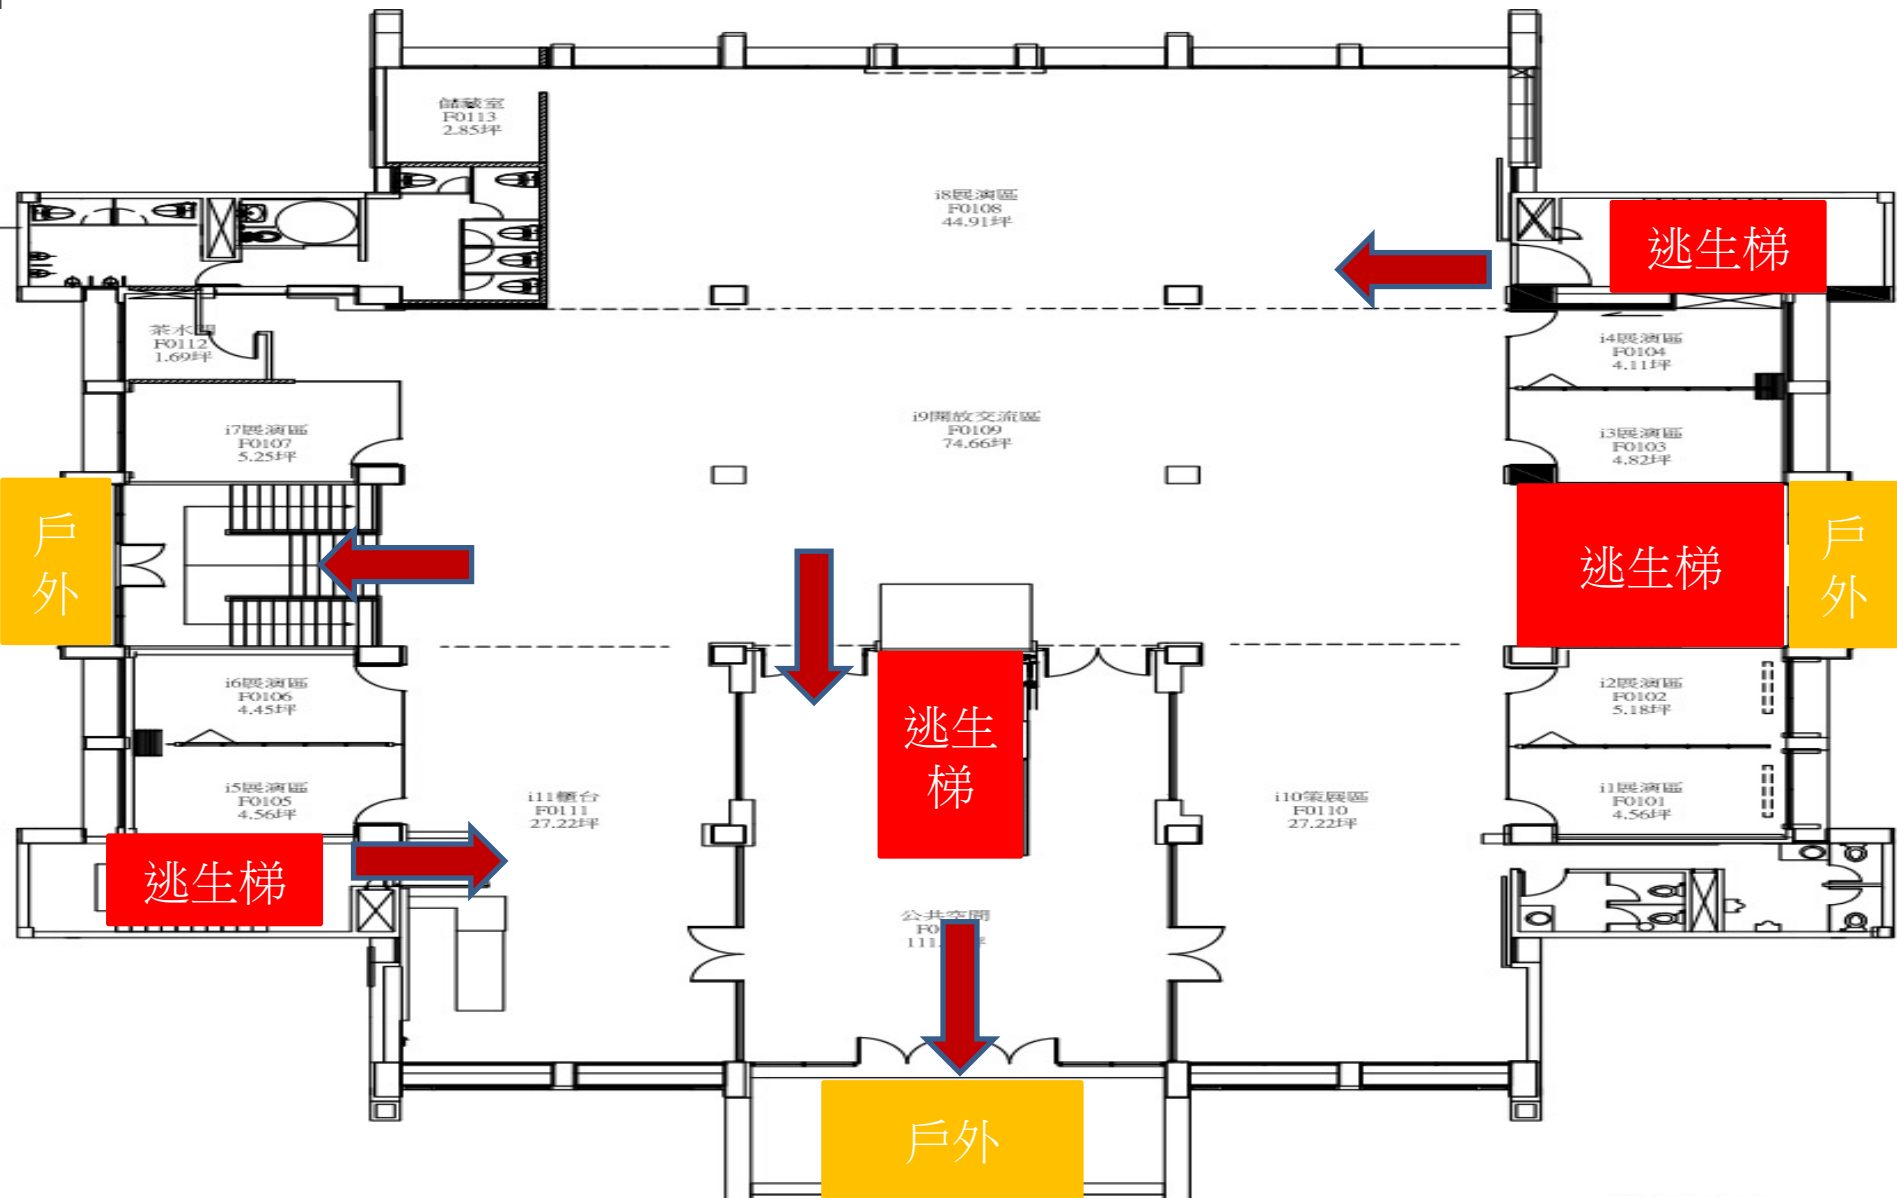 儲藏室
F0113
2.85坪
i8展演區
F0108
44.91坪
逃生梯
茶水
F0112
1.69坪
i4展演區
F0104
4.11坪
i7展演區
F0107
5.25坪
i9開放交流區
F0109
74.66坪
i3展演區
F0103
4.82坪
戶
外
逃生梯
戶
外
i6展演區
F0106
4.45坪
逃生
梯
i2展演區
F0102
5.18坪
i5展演區
F0105
4.56坪
i11櫃台
F0111
27.22坪
i10策展區
F0110
27.22坪
i1展演區
F0101
4.56坪
逃生梯
公共空間
F0
111
戶外